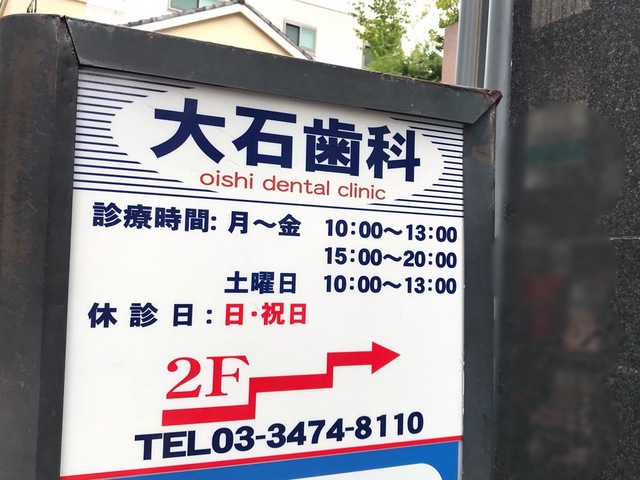 大石歯科
oishi dental clinic
診療時間: 月〜金 10:00〜13:00
15:00〜20:00
土曜日 10:00〜13:00
休診日: 日・祝日
2F
TEL03-3474-8110